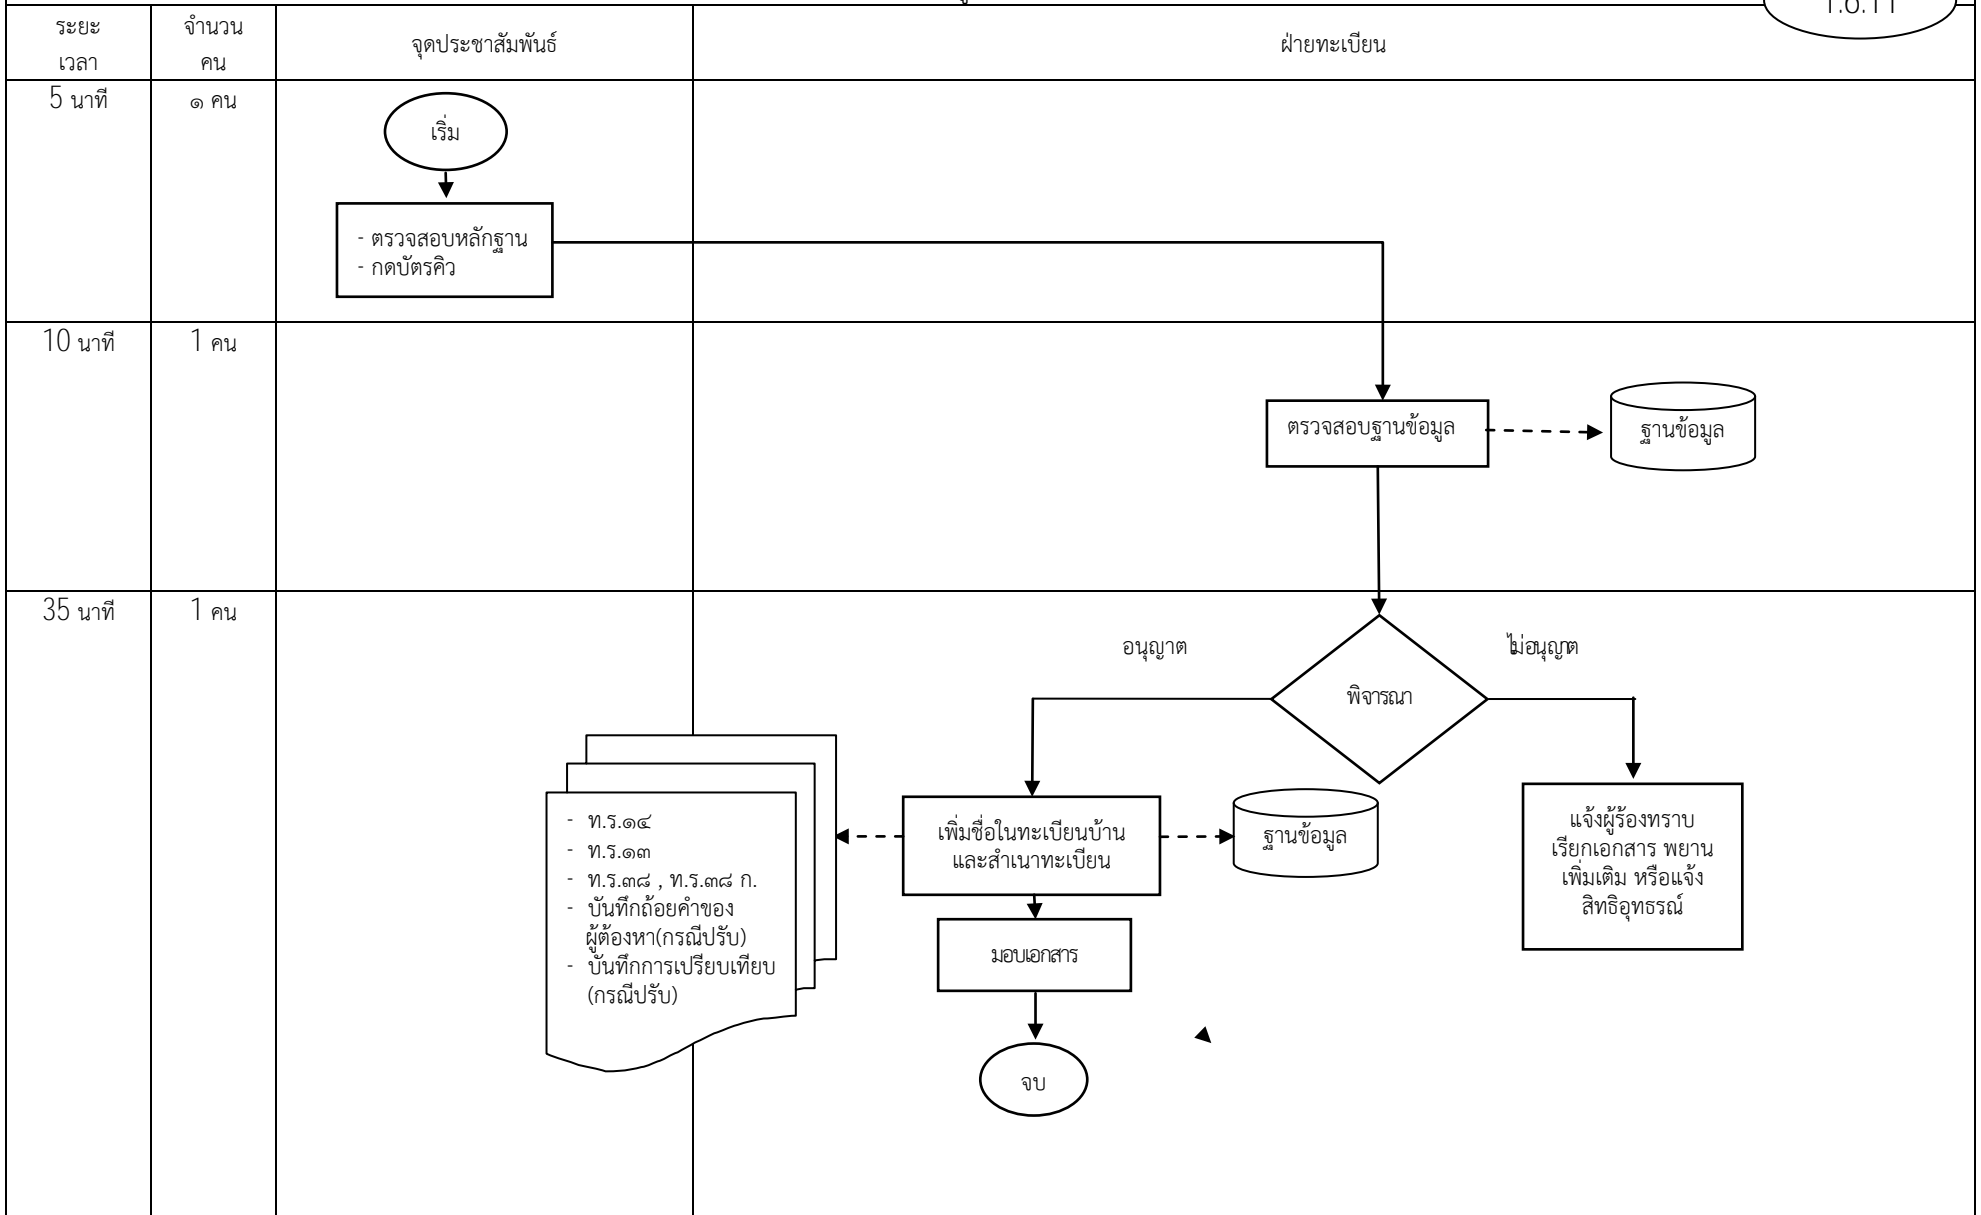 ระยะ
เวลา
จำนวน
คน
จุดประชาสัมพันธ์
ฝ่ายทะเบียน
5 นาที
๑ คน
เริ่ม
- ตรวจสอบหลักฐาน
- กดบัตรคิว
10 นาที
1 คน
ตรวจสอบฐานข้อมูล
ฐานข้อมูล
35 นาที
1 คน
อนุญาต
ไม่อนุญาต
พิจารณา
- ท.ร.๑๔
- ท.ร.๑๓
- ท.ร.๓๘ , ท.ร.๓๘ ก.
- บันทึกถ้อยคำของ
ผู้ต้องหา(กรณีปรับ)
- บันทึกการเปรียบเทียบ
(กรณีปรับ)
เพิ่มชื่อในทะเบียนบ้าน
และสำเนาทะเบียน
ฐานข้อมูล
แจ้งผู้ร้องทราบ
เรียกเอกสาร พยาน
เพิ่มเติม หรือแจ้ง
สิทธิอุทธรณ์
มอบเอกสาร
จบ